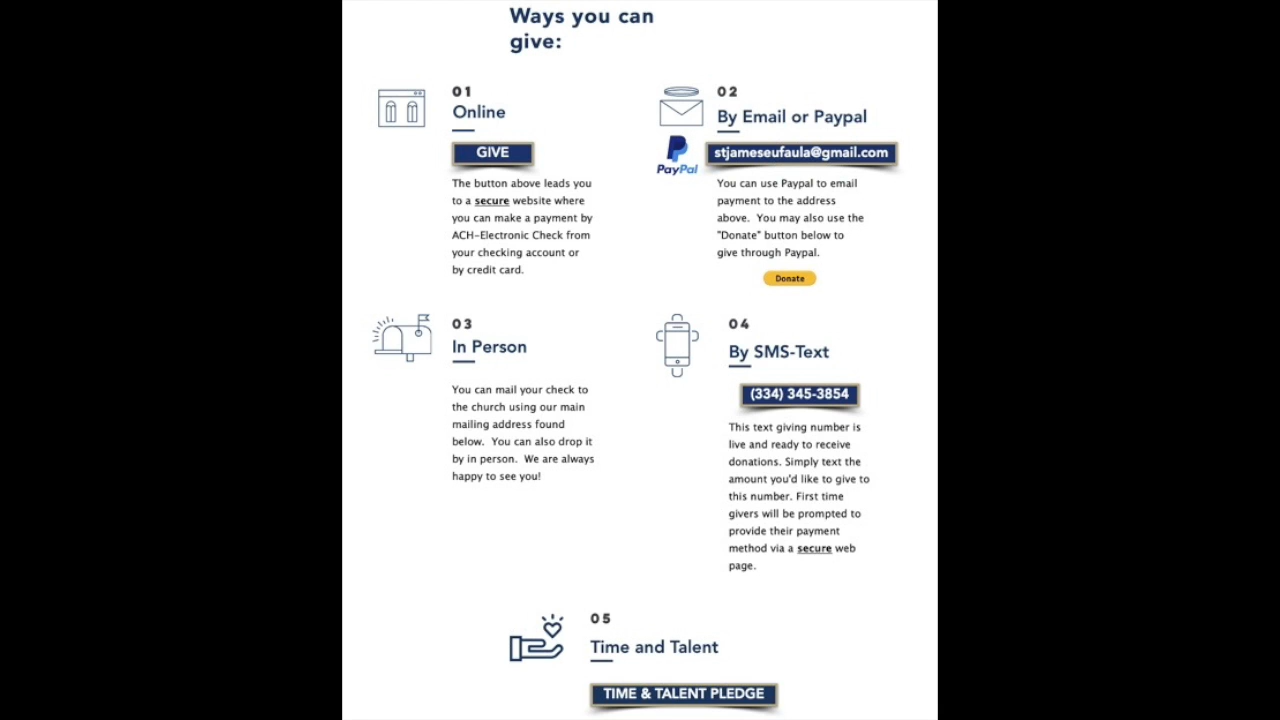 Ways you can
give:
01
Online
GIVE
The button above leads you
to a secure website where
you can make a payment by
ACH-Electronic Check from
your checking account or
by credit card.
02
By Email or Paypal
PayPal
stjameseufaula@gmail.com
You can use Paypal to email
payment to the address
above. You may also use the
"Donate" button below to
give through Paypal.
Donate
03
In Person
You can mail your check to
the church using our main
mailing address found
below. You can also drop it
by in person. We are always
happy to see you!
04
By SMS-Text
(334) 345-3854
This text giving number is
live and ready to receive
donations. Simply text the
amount you'd like to give to
this number. First time
givers will be prompted to
provide their payment
method via a secure web
page.
05
Time and Talent
TIME & TALENT PLEDGE